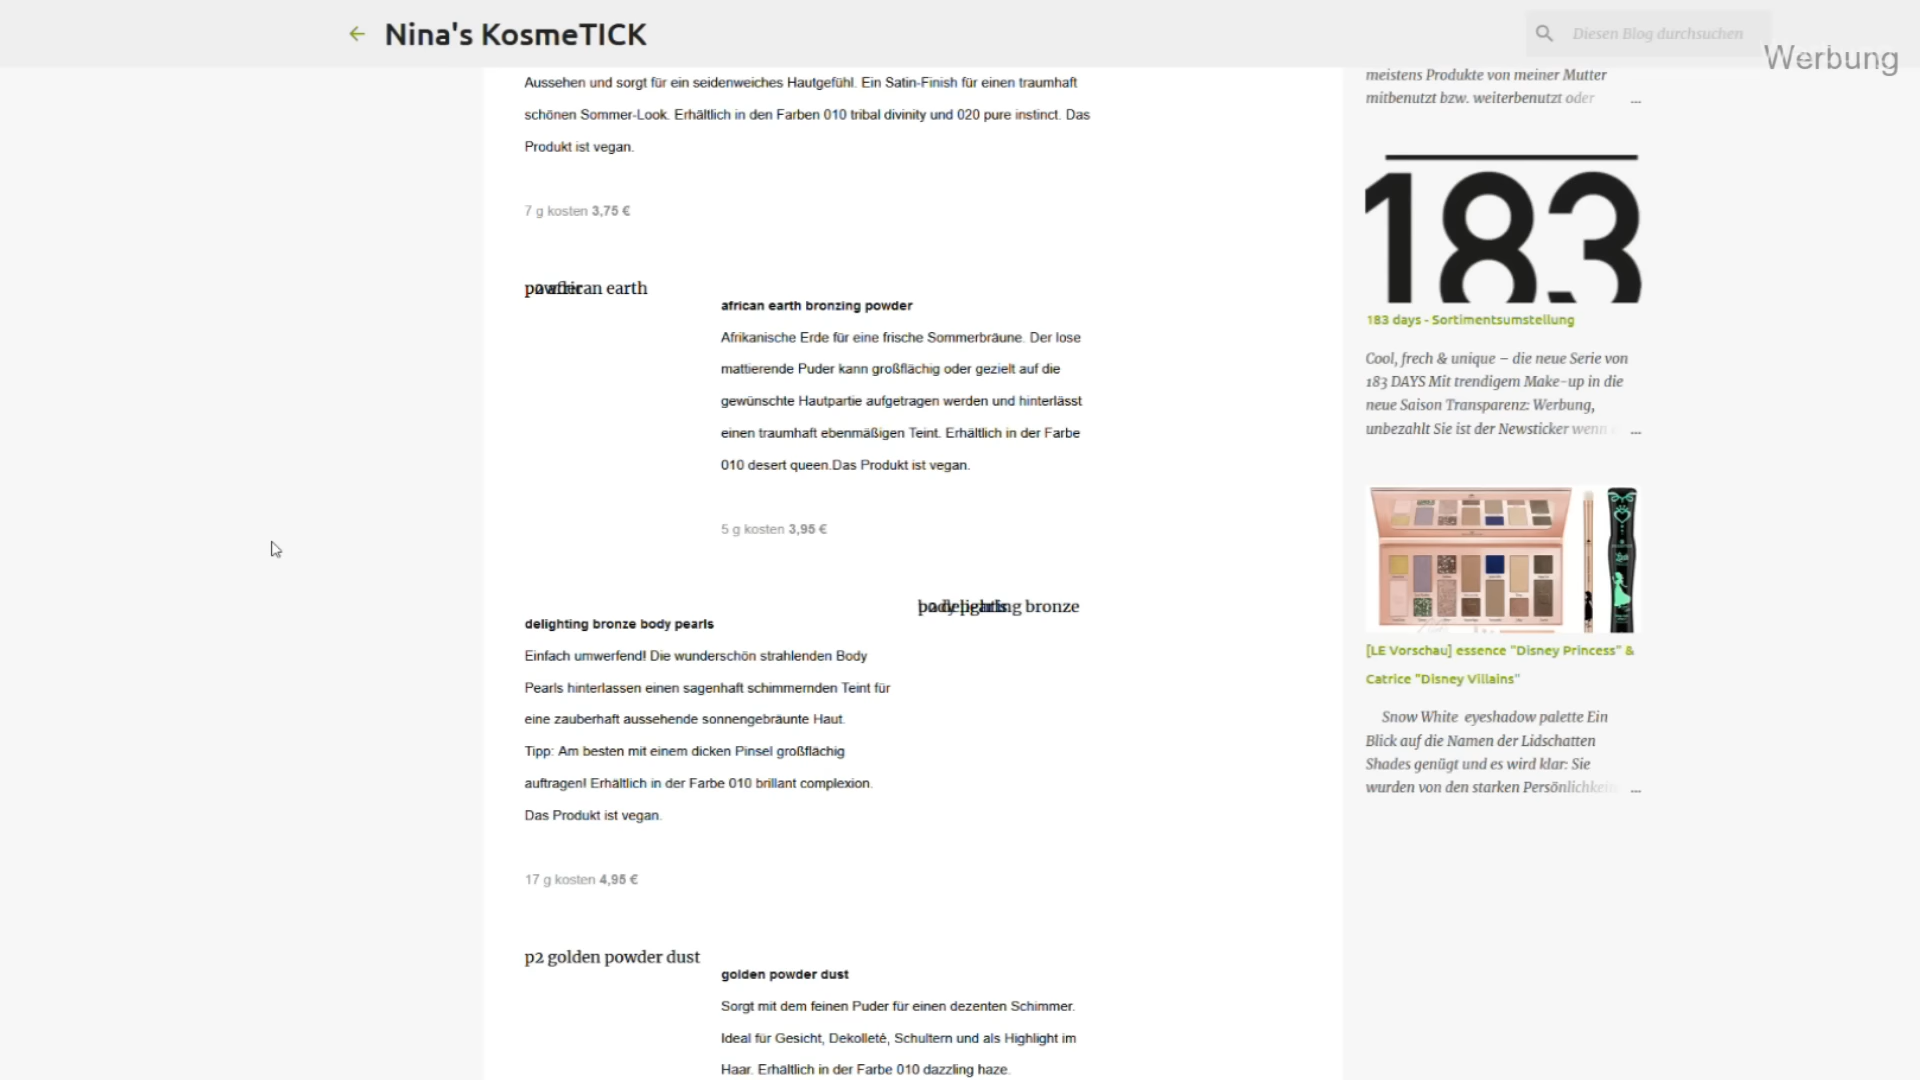 Nina's KosmeTICK
Diesen Blog durchsuchen
Werbung
Aussehen und sorgt für ein seidenweiches Hautgefühl. Ein Satin-Finish für einen traumhaft
schönen Sommer-Look. Erhältlich in den Farben 010 tribal divinity und 020 pure instinct. Das
Produkt ist vegan.
7 g kosten 3,75 €
p2 african earth
powder
african earth bronzing powder
Afrikanische Erde für eine frische Sommerbräune. Der lose
mattierende Puder kann großflächig oder gezielt auf die
gewünschte Hautpartie aufgetragen werden und hinterlässt
einen traumhaft ebenmäßigen Teint. Erhältlich in der Farbe
010 desert queen.Das Produkt ist vegan.
5 g kosten 3,95 €
p2 delighting bronze
body pearls
delighting bronze body pearls
Einfach umwerfend! Die wunderschön strahlenden Body
Pearls hinterlassen einen sagenhaft schimmernden Teint für
eine zauberhaft aussehende sonnengebräunte Haut.
Tipp: Am besten mit einem dicken Pinsel großflächig
auftragen! Erhältlich in der Farbe 010 brillant complexion.
Das Produkt ist vegan.
17 g kosten 4,95 €
p2 golden powder dust
golden powder dust
Sorgt mit dem feinen Puder für einen dezenten Schimmer.
Ideal für Gesicht, Dekolleté, Schultern und als Highlight im
Haar. Erhältlich in der Farbe 010 dazzling haze.
meistens Produkte von meiner Mutter
mitbenutzt bzw. weiterbenutzt oder ...
183
183 days - Sortimentsumstellung
Cool, frech & unique – die neue Serie von
183 DAYS Mit trendigem Make-up in die
neue Saison Transparenz: Werbung,
unbezahlt Sie ist der Newsticker wenn ...
[LE Vorschau] essence "Disney Princess" &
Catrice "Disney Villains"
Snow White eyeshadow palette Ein
Blick auf die Namen der Lidschatten
Shades genügt und es wird klar: Sie
wurden von den starken Persönlichkeiten ...